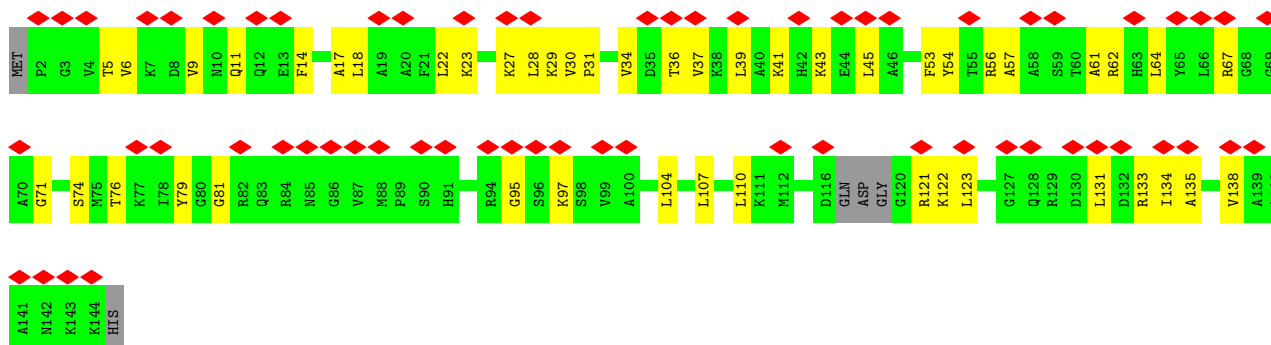 MET P2 G3 V4 T5 V6 K7 D8 V9 N10 Q11 Q12 E13 F14 A17 L18 A19 A20 F21 L22 K23 K27 L28 K29 V30 P31 V34 D35 T36 V37 K38 L39 A40 K41 H42 K43 E44 L45 A46 F53 Y54 T55 R56 A57 A58 S59 T60 A61 R62 H63 L64 Y65 L66 R67 G68 G69
A70 G71 S74 M75 T76 K77 I78 Y79 G80 G81 R82 Q83 R84 N85 G86 V87 M88 P89 S90 H91 R94 G95 S96 K97 S98 V99 A100 L104 L107 L110 K111 M112 D116 GLN ASP GLY G120 R121 K122 L123 G127 Q128 R129 D130 L131 D132 R133 I134 A135 V138 A139
A141 N142 K143 K144 HIS